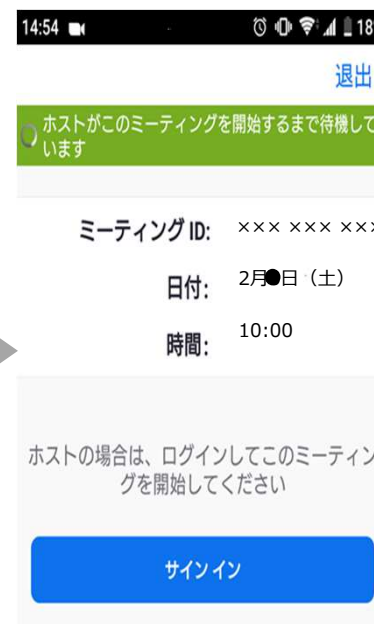 14:54 18
退出
ホストがこのミーティングを開始するまで待機して
います
ミーティング ID: ××× ××× ×××
日付: 2月●日（土）
時間: 10:00
ホストの場合は、ログインしてこのミーティン
グを開始してください
サインイン